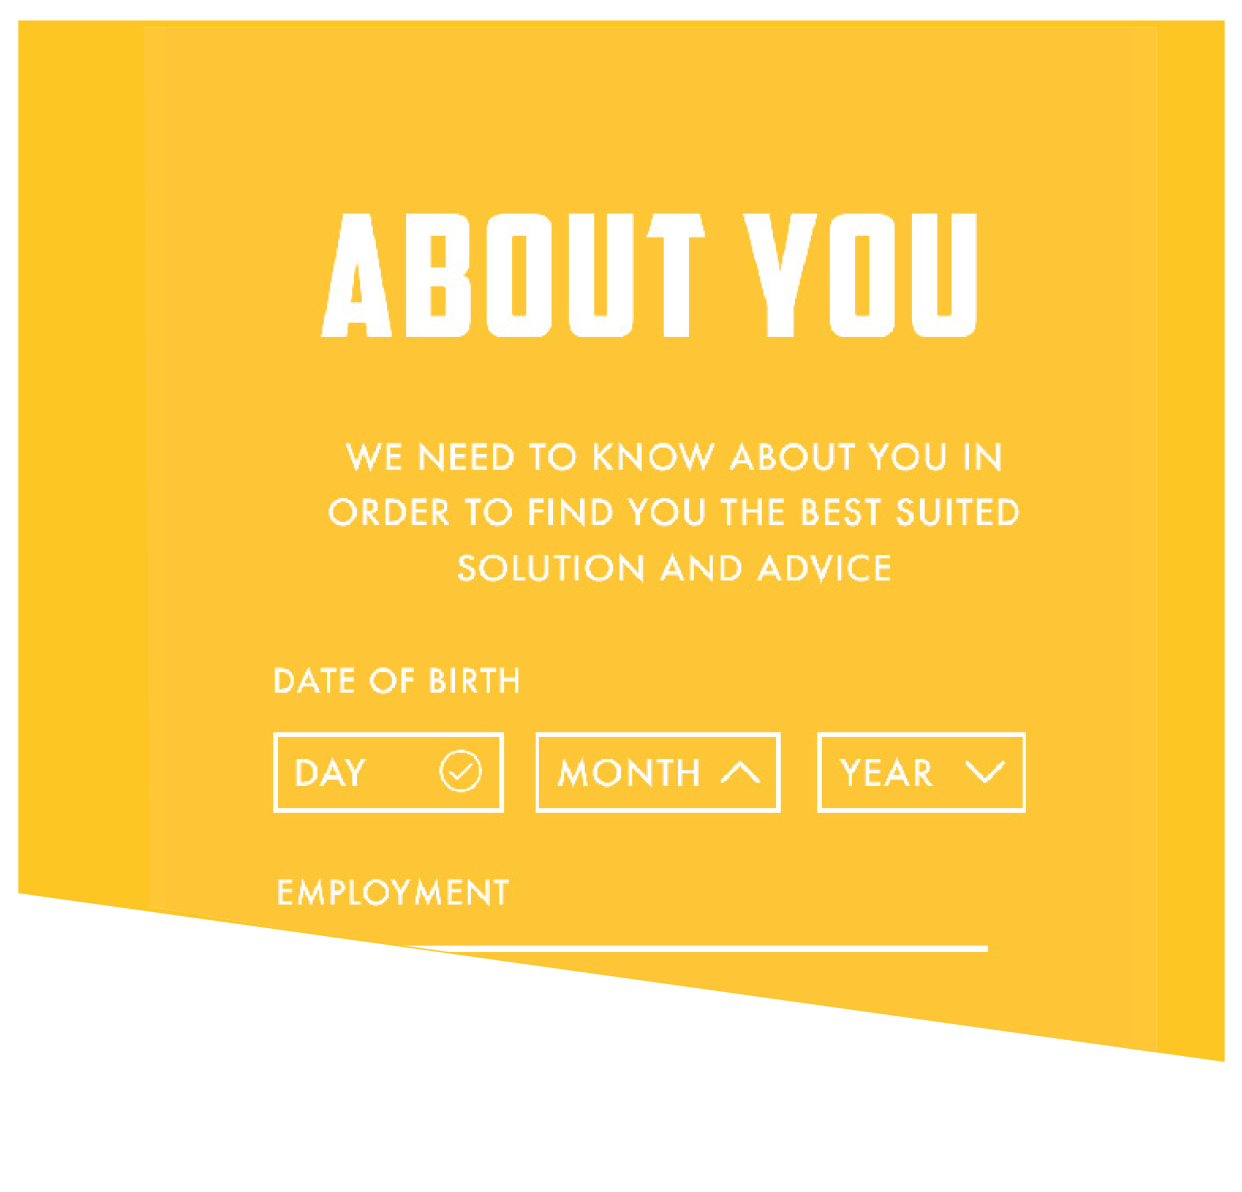 ABOUT YOU
WE NEED TO KNOW ABOUT YOU IN
ORDER TO FIND YOU THE BEST SUITED
SOLUTION AND ADVICE
DATE OF BIRTH
DAY MONTH YEAR
EMPLOYMENT